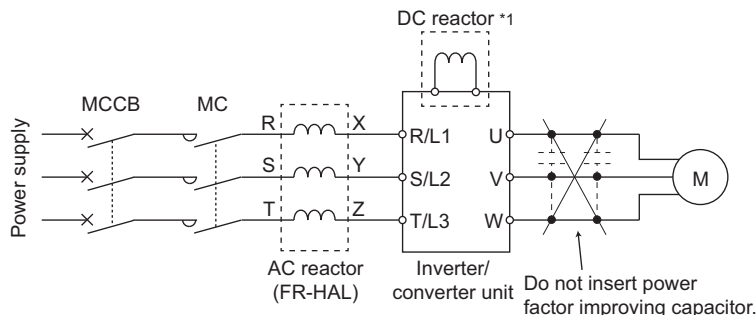 DC reactor *1
MCCB
MC
R
X
R/L1
U
S
Y
S/L2
V
M
T
Z
T/L3
W
Power supply
AC reactor
(FR-HAL)
Inverter/
converter unit
Do not insert power
factor improving capacitor.